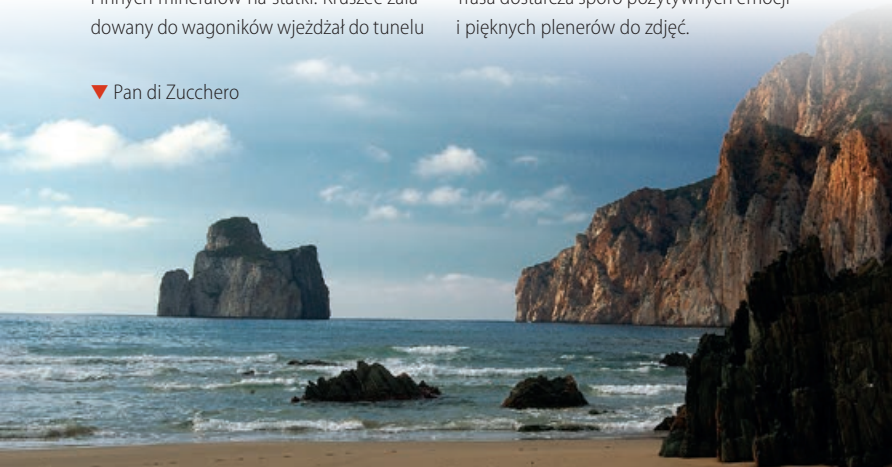 i innych minerałów na statki. Kruszec zała-
dowany do wagoników wjeżdżał do tunelu
Trasa dostarcza sporo pozytywnych emocji
i pięknych plenerów do zdjęć.
▼ Pan di Zucchero